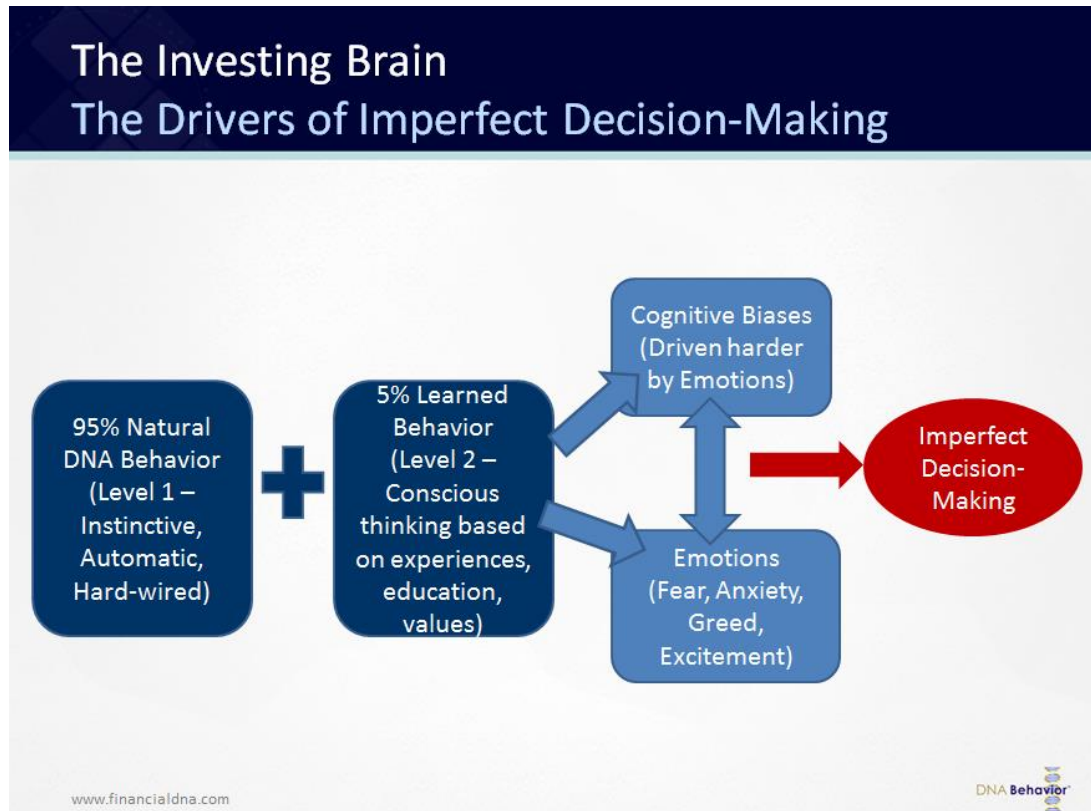 The Investing Brain
The Drivers of Imperfect Decision-Making
95% Natural
DNA Behavior
(Level 1 –
Instinctive,
Automatic,
Hard-wired)
5% Learned
Behavior
(Level 2 –
Conscious
thinking based
on experiences,
education,
values)
Cognitive Biases
(Driven harder
by Emotions)
Emotions
(Fear, Anxiety,
Greed,
Excitement)
Imperfect
Decision-
Making
www.financialdna.com
DNA Behavior